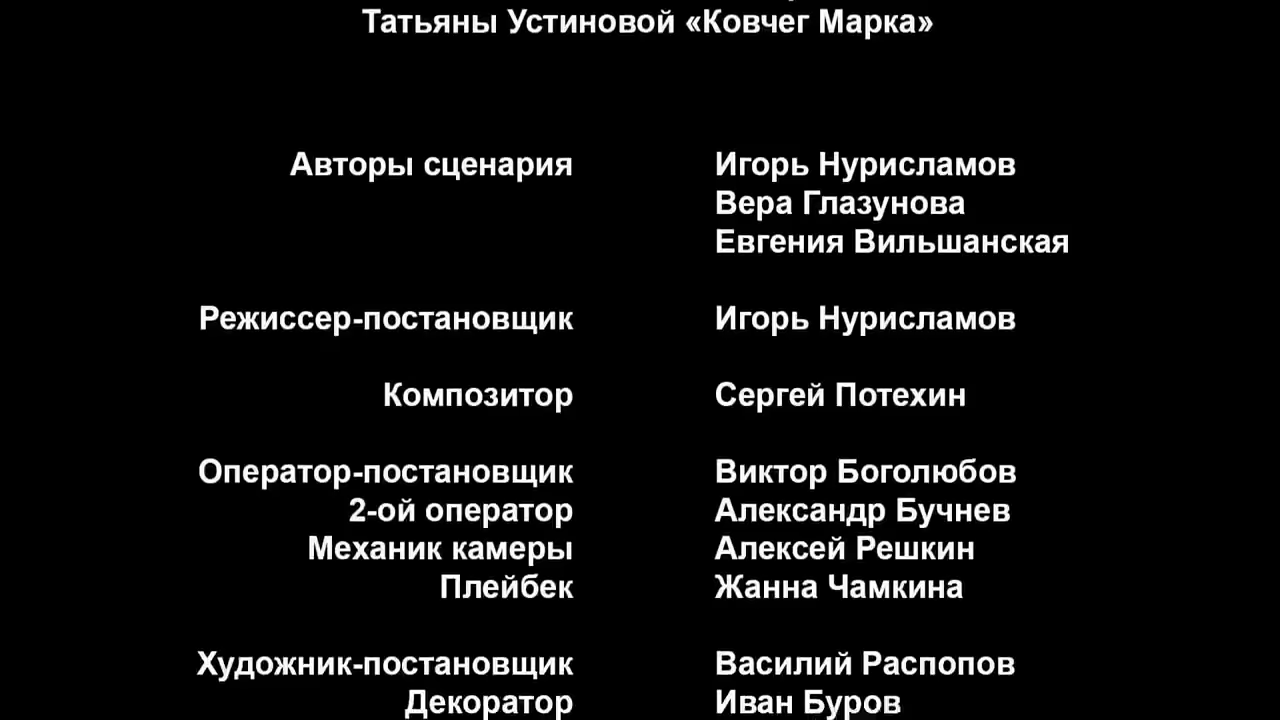 Татьяны Устиновой «Ковчег Марка»
Авторы сценария Игорь Нурисламов
Вера Глазунова
Евгения Вильшанская
Режиссер-постановщик Игорь Нурисламов
Композитор Сергей Потехин
Оператор-постановщик Виктор Боголюбов
2-ой оператор Александр Бучнев
Механик камеры Алексей Решкин
Плейбек Жанна Чамкина
Художник-постановщик Василий Распопов
Декоратор Иван Буров